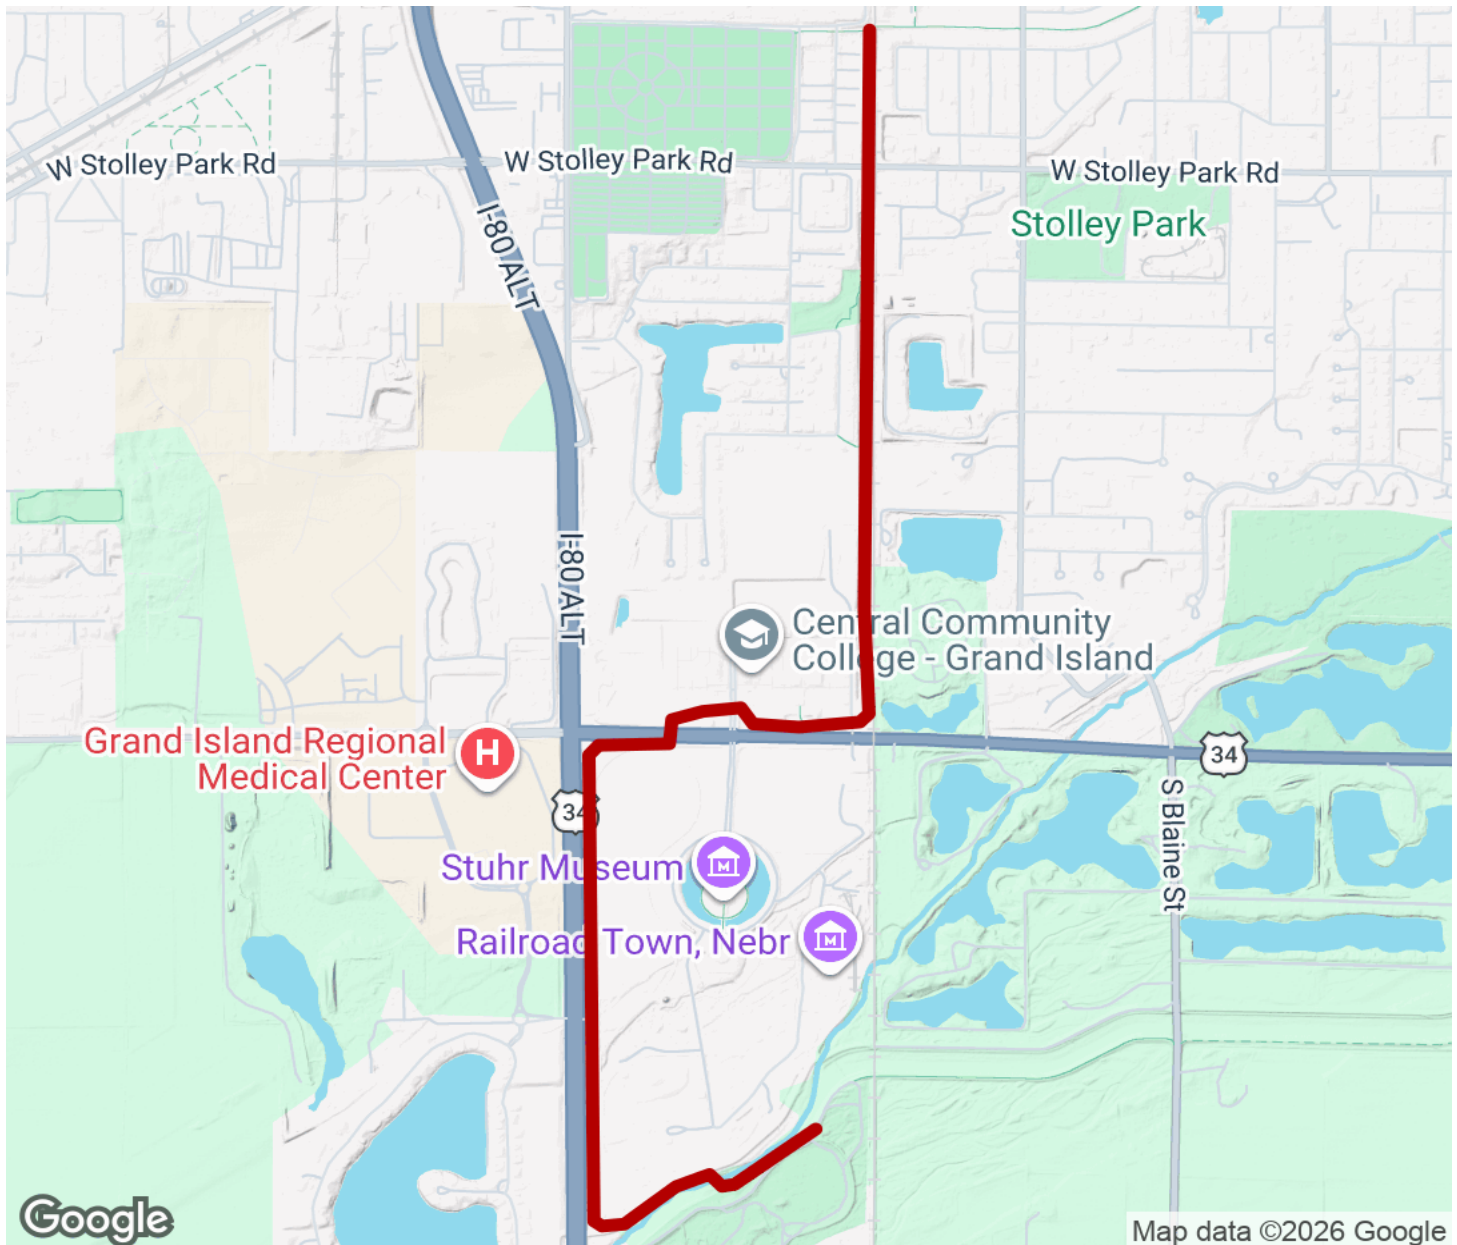 W Stolley Park Rd
W Stolley Park Rd
W Stolley Park Rd
Stolley Park
I-80 ALT
I-80 ALT
Central Community
College - Grand Island
Grand Island Regional
Medical Center
H
34
34
S Blaine St
Stuhr Museum
M
Railroad Town, Nebr
M
Google
Map data ©2026 Google